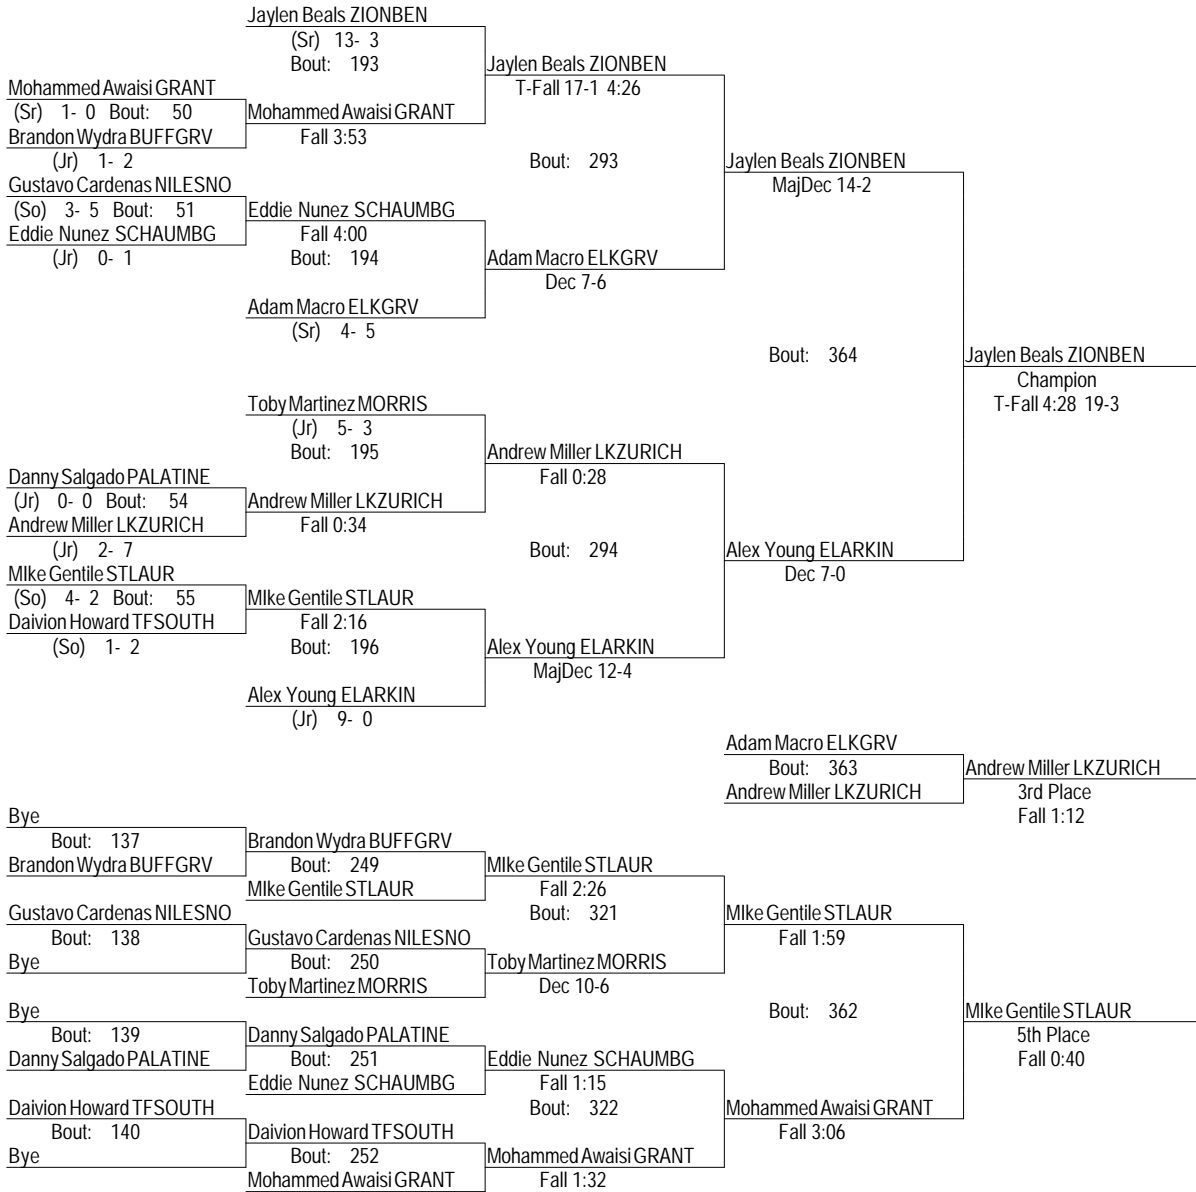 Jaylen Beals ZIONBEN
(Sr) 13- 3
Bout: 193
Jaylen Beals ZIONBEN
T-Fall 17-1 4:26
Mohammed Awaisi GRANT
(Sr) 1- 0 Bout: 50
Mohammed Awaisi GRANT
Brandon Wydra BUFFGRV
Fall 3:53
(Jr) 1- 2
Bout: 293
Jaylen Beals ZIONBEN
MajDec 14-2
Gustavo Cardenas NILESNO
(So) 3- 5 Bout: 51
Eddie Nunez SCHAUMBG
Eddie Nunez SCHAUMBG
Fall 4:00
(Jr) 0- 1
Bout: 194
Adam Macro ELKGRV
Dec 7-6
Adam Macro ELKGRV
(Sr) 4- 5
Bout: 364
Jaylen Beals ZIONBEN
Champion
T-Fall 4:28 19-3
Toby Martinez MORRIS
(Jr) 5- 3
Bout: 195
Andrew Miller LKZURICH
Fall 0:28
Danny Salgado PALATINE
(Jr) 0- 0 Bout: 54
Andrew Miller LKZURICH
Andrew Miller LKZURICH
Fall 0:34
(Jr) 2- 7
Bout: 294
Alex Young ELARKIN
Dec 7-0
MIke Gentile STLAUR
(So) 4- 2 Bout: 55
MIke Gentile STLAUR
Daivion Howard TFSOUTH
Fall 2:16
(So) 1- 2
Bout: 196
Alex Young ELARKIN
MajDec 12-4
Alex Young ELARKIN
(Jr) 9- 0
Adam Macro ELKGRV
Bout: 363
Andrew Miller LKZURICH
Andrew Miller LKZURICH
3rd Place
Fall 1:12
Bye
Bout: 137
Brandon Wydra BUFFGRV
Brandon Wydra BUFFGRV
Bout: 249
MIke Gentile STLAUR
MIke Gentile STLAUR
Fall 2:26
Bout: 321
MIke Gentile STLAUR
Fall 1:59
Gustavo Cardenas NILESNO
Bout: 138
Bye
Gustavo Cardenas NILESNO
Bout: 250
Toby Martinez MORRIS
Toby Martinez MORRIS
Dec 10-6
Bout: 362
MIke Gentile STLAUR
5th Place
Fall 0:40
Bye
Bout: 139
Danny Salgado PALATINE
Danny Salgado PALATINE
Bout: 251
Eddie Nunez SCHAUMBG
Eddie Nunez SCHAUMBG
Fall 1:15
Bout: 322
Mohammed Awaisi GRANT
Fall 3:06
Daivion Howard TFSOUTH
Bout: 140
Bye
Daivion Howard TFSOUTH
Bout: 252
Mohammed Awaisi GRANT
Mohammed Awaisi GRANT
Fall 1:32